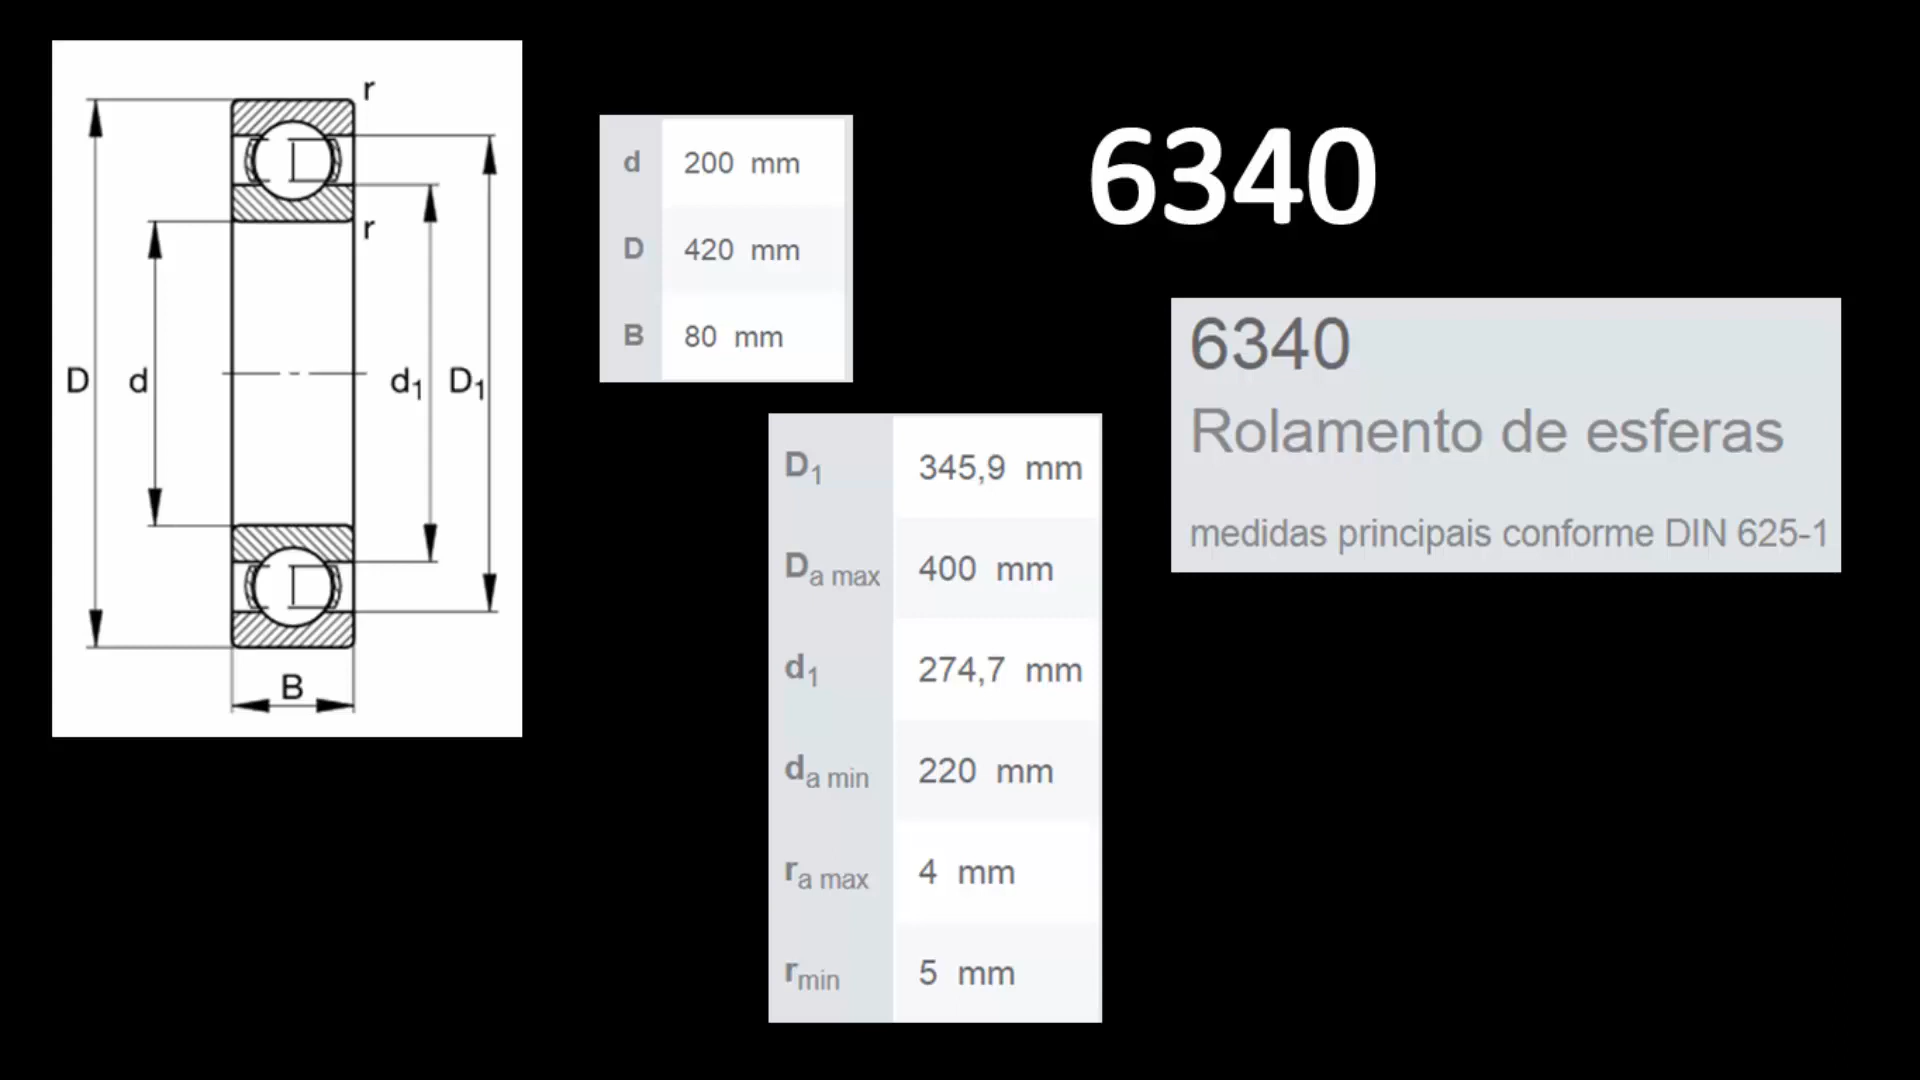 r
r
D
d
d1
D1
B
d 200 mm
D 420 mm
B 80 mm
6340
6340
Rolamento de esferas
medidas principais conforme DIN 625-1
D1 345,9 mm
Da max 400 mm
d1 274,7 mm
da min 220 mm
ra max 4 mm
rmin 5 mm